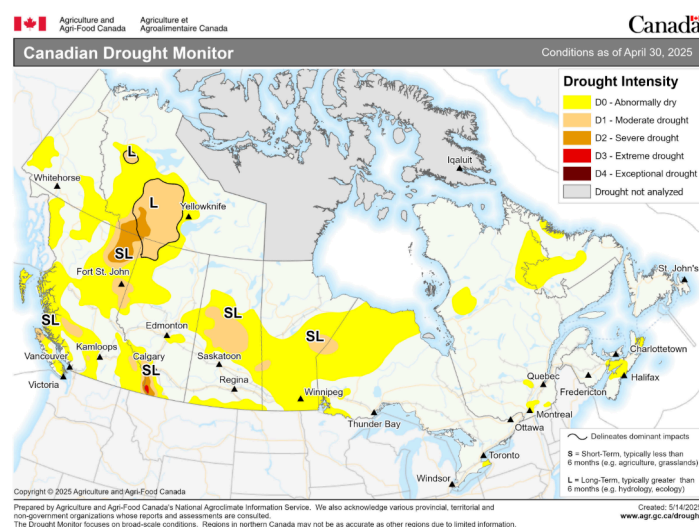 Agriculture and
Agri-Food Canada
Agriculture et
Agroalimentaire Canada
Canada
Canadian Drought Monitor
Conditions as of April 30, 2025
Drought Intensity
D0 - Abnormally dry
D1 - Moderate drought
D2 - Severe drought
D3 - Extreme drought
D4 - Exceptional drought
Drought not analyzed
L
Iqaluit
Whitehorse
L
Yellowknife
SL
Fort St. John
St. John's
SL
SL
SL
Edmonton
Kamloops
Calgary
Saskatoon
Vancouver
SL
Regina
Victoria
Winnipeg
Thunder Bay
Charlottetown
Quebec
Halifax
Fredericton
Montreal
Ottawa
Toronto
Windsor
Delineates dominant impacts
S = Short-Term, typically less than
6 months (e.g. agriculture, grasslands)
L = Long-Term, typically greater than
6 months (e.g. hydrology, ecology)
Copyright © 2025 Agriculture and Agri-Food Canada
Prepared by Agriculture and Agri-Food Canada's National Agroclimate Information Service. We also acknowledge various provincial, territorial and
non-government organizations whose reports and assessments are consulted.
The Drought Monitor focuses on broad-scale conditions. Regions in northern Canada may not be as accurate as other regions due to limited information.
Created: 5/14/202
www.agr.gc.ca/drough